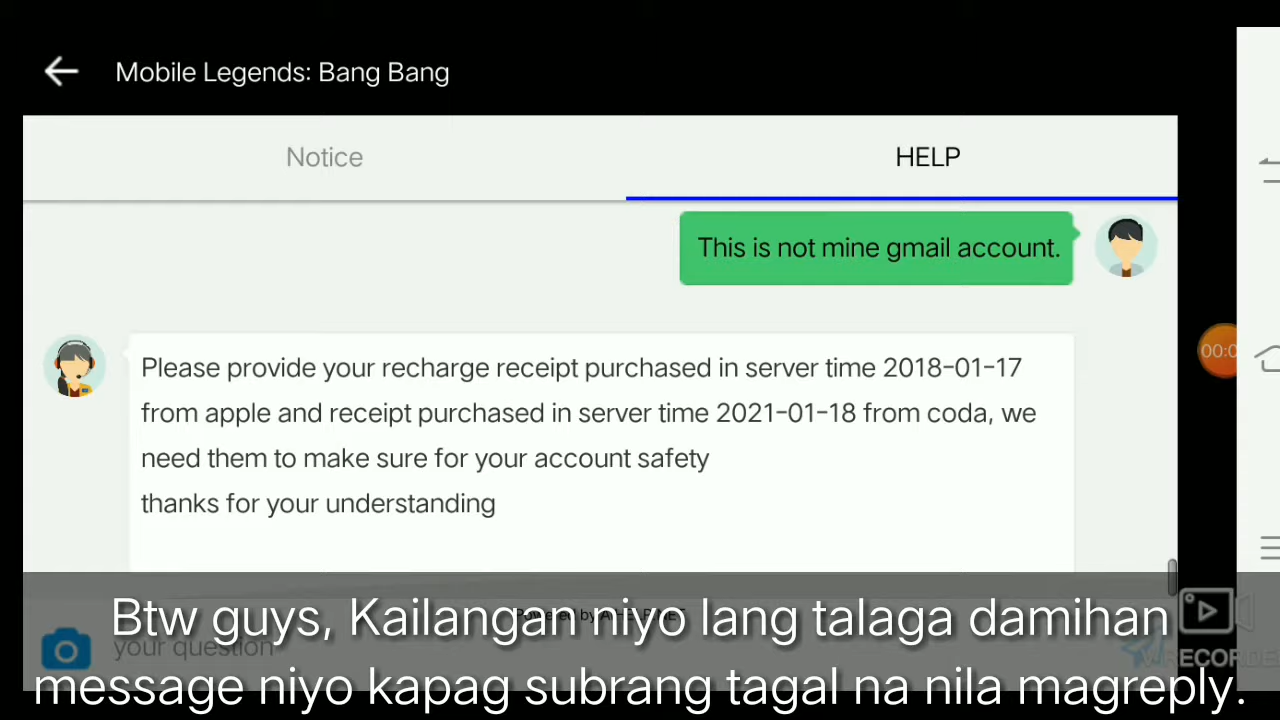 Mobile Legends: Bang Bang
Notice
HELP
This is not mine gmail account.
Please provide your recharge receipt purchased in server time 2018-01-17
from apple and receipt purchased in server time 2021-01-18 from coda, we
need them to make sure for your account safety
thanks for your understanding
00:0
Btw guys, Kailangan niyo lang talaga damihan
your question
message niyo kapag subrang tagal na nila magreply.